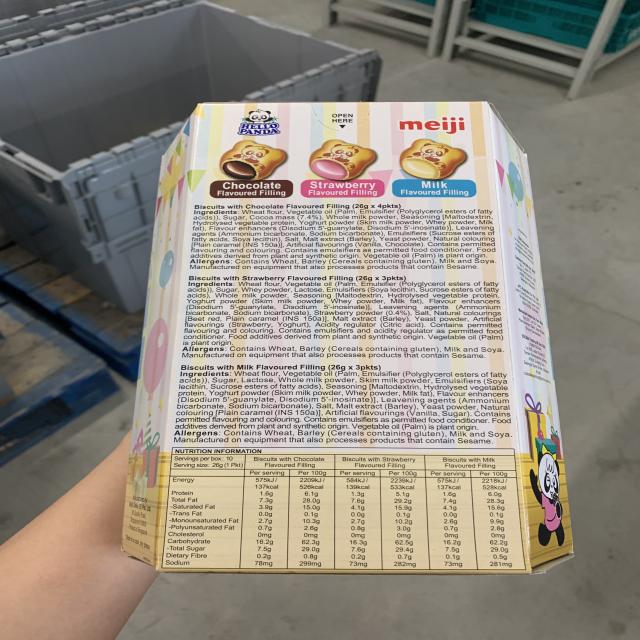 HELLO PANDA
OPEN HERE
meiji
Chocolate
Flavoured Filling
Strawberry
Flavoured Filling
Milk
Flavoured Filling
Biscuits with Chocolate Flavoured Filling (26g x 4pkts)
Ingredients: Wheat flour, Vegetable oil (Palm, Emulsifier (Polyglycerol esters of fatty
acids)), Sugar, Cocoa mass (7.4%), Whole milk powder, Seasoning [Maltodextrin,
Hydrolysed vegetable protein, Yoghurt powder (Skim milk powder, Whey powder, Milk
fat), Flavour enhancers (Disodium 5'-guanylate, Disodium 5'-inosinate)], Leavening
agents (Ammonium bicarbonate, Sodium bicarbonate), Emulsifiers (Sucrose esters of
fatty acids, Soya lecithin), Salt, Malt extract (Barley), Yeast powder, Natural colouring
[Plain caramel (INS 150a)], Artificial flavourings (Vanilla, Chocolate). Contains permitted
flavouring and colouring. Contains emulsifiers as permitted food conditioner. Food
additives derived from plant and synthetic origin. Vegetable oil (Palm) is plant origin.
Allergens: Contains Wheat, Barley (Cereals containing gluten), Milk and Soya.
Manufactured on equipment that also processes products that contain Sesame.
Biscuits with Strawberry Flavoured Filling (26g x 3pkts)
Ingredients: Wheat flour, Vegetable oil (Palm, Emulsifier (Polyglycerol esters of fatty
acids)), Sugar, Whey powder, Lactose, Emulsifiers (Soya lecithin, Sucrose esters of fatty
acids), Whole milk powder, Seasoning [Maltodextrin, Hydrolysed vegetable protein,
Yoghurt powder (Skim milk powder, Whey powder, Milk fat), Flavour enhancers
(Disodium 5'-guanylate, Disodium 5'-inosinate)], Leavening agents (Ammonium
bicarbonate, Sodium bicarbonate), Strawberry powder (0.4%), Salt, Natural colourings
[Beet red, Plain caramel (INS 150a)], Malt extract (Barley), Yeast powder, Artificial
flavourings (Strawberry, Yoghurt), Acidity regulator (Citric acid). Contains permitted
flavouring and colouring. Contains emulsifiers and acidity regulator as permitted food
conditioner. Food additives derived from plant and synthetic origin. Vegetable oil (Palm)
is plant origin.
Allergens: Contains Wheat, Barley (Cereals containing gluten), Milk and Soya.
Manufactured on equipment that also processes products that contain Sesame.
Biscuits with Milk Flavoured Filling (26g x 3pkts)
Ingredients: Wheat flour, Vegetable oil (Palm, Emulsifier (Polyglycerol esters of fatty
acids)), Sugar, Lactose, Whole milk powder, Skim milk powder, Emulsifiers (Soya
lecithin, Sucrose esters of fatty acids), Seasoning [Maltodextrin, Hydrolysed vegetable
protein, Yoghurt powder (Skim milk powder, Whey powder, Milk fat), Flavour enhancers
(Disodium 5'-guanylate, Disodium 5'-inosinate)], Leavening agents (Ammonium
bicarbonate, Sodium bicarbonate), Salt, Malt extract (Barley), Yeast powder, Natural
colouring [Plain caramel (INS 150a)], Artificial flavourings (Vanilla, Sugar). Contains
permitted flavouring and colouring. Contains emulsifiers as permitted food conditioner. Food
additives derived from plant and synthetic origin. Vegetable oil (Palm) is plant origin.
Allergens: Contains Wheat, Barley (Cereals containing gluten), Milk and Soya.
Manufactured on equipment that also processes products that contain Sesame.
NUTRITION INFORMATION
Servings per box: 10
Serving size: 26g (1 Pkt)
Biscuits with Chocolate Flavoured Filling
Biscuits with Strawberry Flavoured Filling
Biscuits with Milk Flavoured Filling
Per serving Per 100g Per serving Per 100g Per serving Per 100g
Energy 575kJ/ 2209kJ/ 584kJ/ 2239kJ/ 575kJ/ 2218kJ/
137kcal 526kcal 139kcal 533kcal 137kcal 528kcal
Protein 1.6g 6.1g 1.3g 5.1g 1.6g 6.0g
Total Fat 7.3g 28.0g 7.6g 29.2g 7.4g 28.3g
-Saturated Fat 3.9g 15.0g 4.1g 15.9g 4.1g 15.6g
-Trans Fat 0.0g 0.1g 0.0g 0.1g 0.0g 0.1g
-Monounsaturated Fat 2.7g 10.3g 2.7g 10.2g 2.6g 9.9g
-Polyunsaturated Fat 0.7g 2.6g 0.8g 3.0g 0.7g 2.8g
Cholesterol 0mg 0mg 0mg 0mg 0mg 0mg
Carbohydrate 16.2g 62.3g 16.3g 62.5g 16.2g 62.2g
-Total Sugar 7.5g 29.0g 7.6g 29.4g 7.5g 29.0g
Dietary Fibre 0.2g 0.8g 0.2g 0.7g 0.1g 0.5g
Sodium 78mg 299mg 73mg 282mg 73mg 281mg